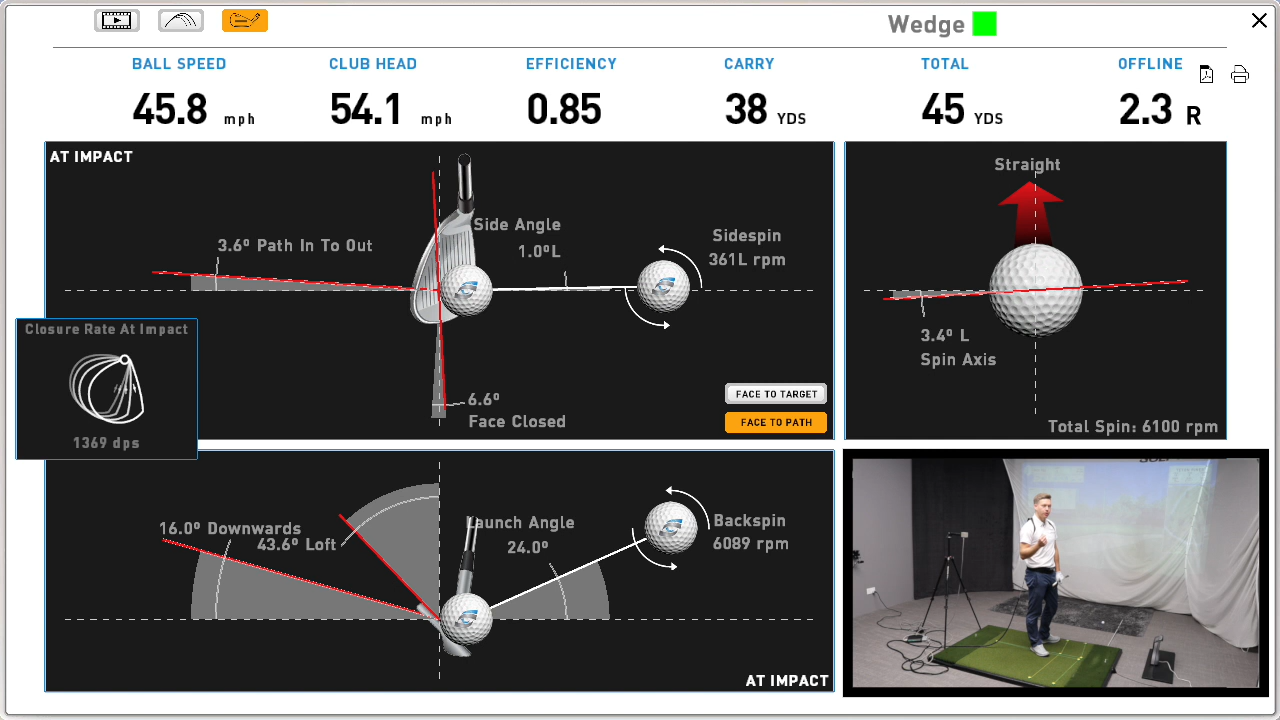 Wedge
BALL SPEED
45.8 mph
CLUB HEAD
54.1 mph
EFFICIENCY
0.85
CARRY
38 YDS
TOTAL
45 YDS
OFFLINE
2.3 R
AT IMPACT
3.6º Path In To Out
Side Angle
1.0ºL
Sidespin
361L rpm
6.6º
Face Closed
FACE TO TARGET
FACE TO PATH
Closure Rate At Impact
1369 dps
Straight
3.4º L
Spin Axis
Total Spin: 6100 rpm
16.0º Downwards
43.6º Loft
Launch Angle
24.0º
Backspin
6089 rpm
AT IMPACT